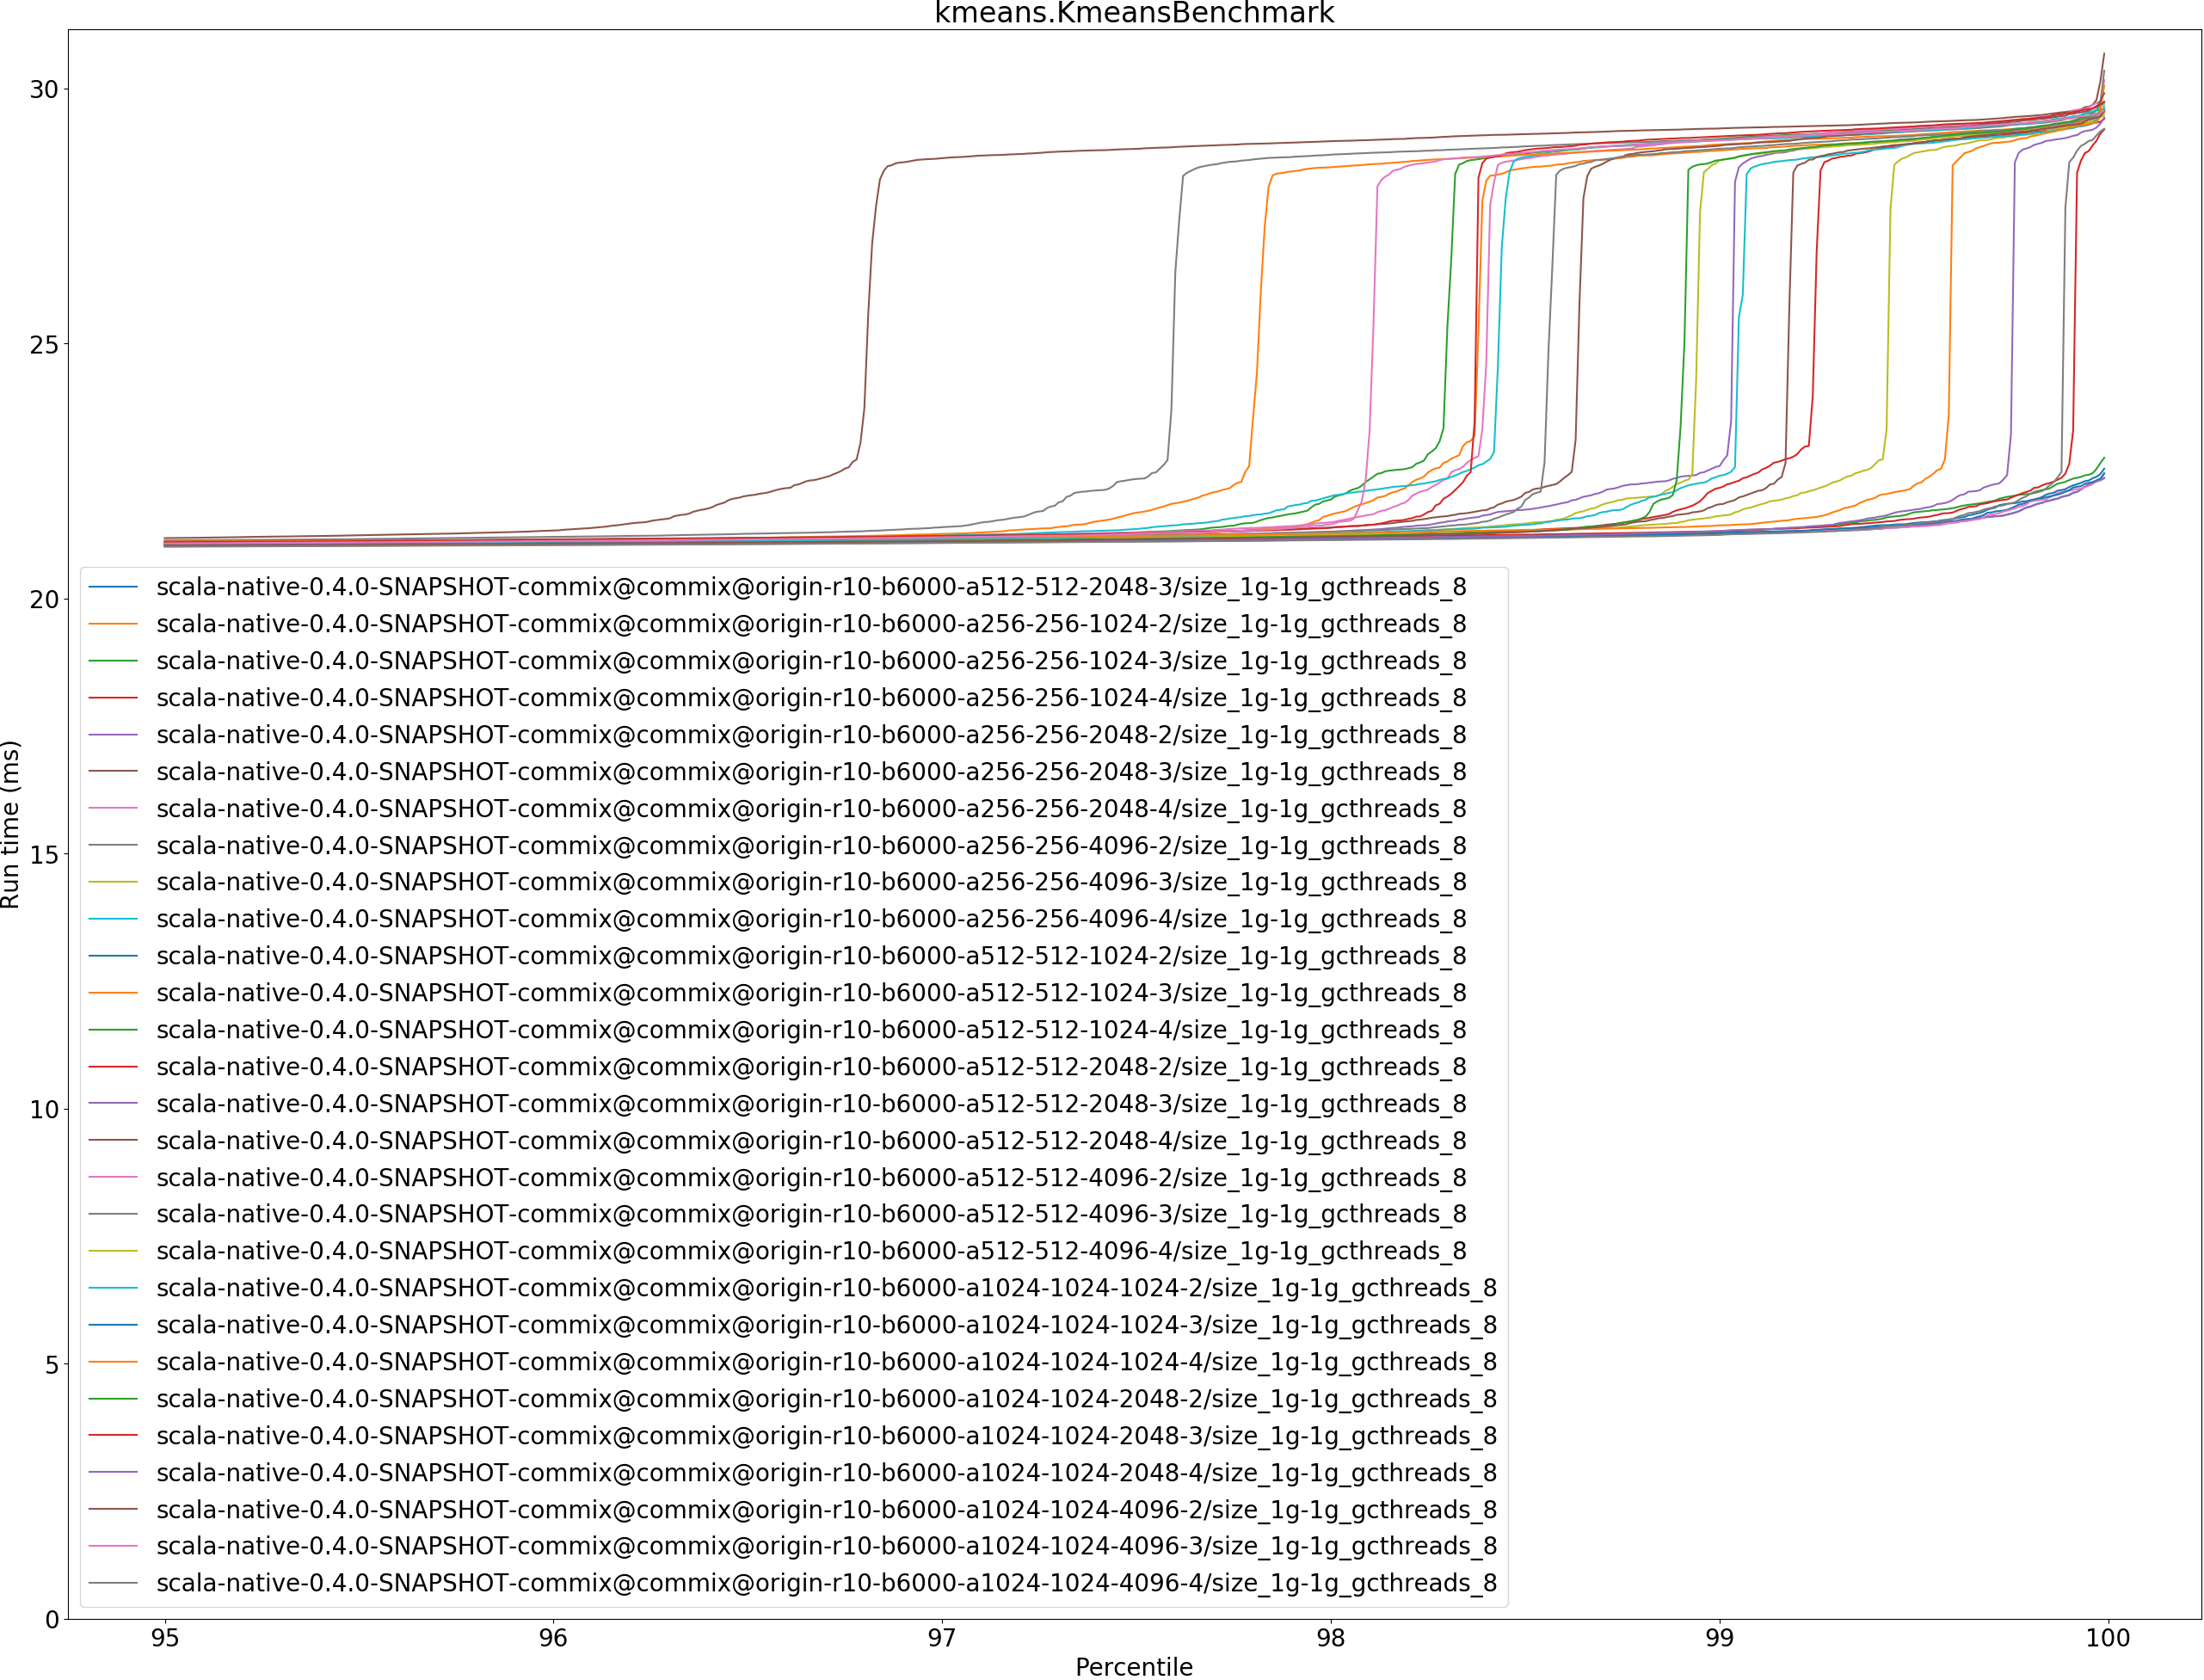 kmeans.KmeansBenchmark
30
25
20
15
10
5
0
Run time (ms)
scala-native-0.4.0-SNAPSHOT-commix@commix@origin-r10-b6000-a512-512-2048-3/size_1g-1g_gcthreads_8
scala-native-0.4.0-SNAPSHOT-commix@commix@origin-r10-b6000-a256-256-1024-2/size_1g-1g_gcthreads_8
scala-native-0.4.0-SNAPSHOT-commix@commix@origin-r10-b6000-a256-256-1024-3/size_1g-1g_gcthreads_8
scala-native-0.4.0-SNAPSHOT-commix@commix@origin-r10-b6000-a256-256-1024-4/size_1g-1g_gcthreads_8
scala-native-0.4.0-SNAPSHOT-commix@commix@origin-r10-b6000-a256-256-2048-2/size_1g-1g_gcthreads_8
scala-native-0.4.0-SNAPSHOT-commix@commix@origin-r10-b6000-a256-256-2048-3/size_1g-1g_gcthreads_8
scala-native-0.4.0-SNAPSHOT-commix@commix@origin-r10-b6000-a256-256-2048-4/size_1g-1g_gcthreads_8
scala-native-0.4.0-SNAPSHOT-commix@commix@origin-r10-b6000-a256-256-4096-2/size_1g-1g_gcthreads_8
scala-native-0.4.0-SNAPSHOT-commix@commix@origin-r10-b6000-a256-256-4096-3/size_1g-1g_gcthreads_8
scala-native-0.4.0-SNAPSHOT-commix@commix@origin-r10-b6000-a256-256-4096-4/size_1g-1g_gcthreads_8
scala-native-0.4.0-SNAPSHOT-commix@commix@origin-r10-b6000-a512-512-1024-2/size_1g-1g_gcthreads_8
scala-native-0.4.0-SNAPSHOT-commix@commix@origin-r10-b6000-a512-512-1024-3/size_1g-1g_gcthreads_8
scala-native-0.4.0-SNAPSHOT-commix@commix@origin-r10-b6000-a512-512-1024-4/size_1g-1g_gcthreads_8
scala-native-0.4.0-SNAPSHOT-commix@commix@origin-r10-b6000-a512-512-2048-2/size_1g-1g_gcthreads_8
scala-native-0.4.0-SNAPSHOT-commix@commix@origin-r10-b6000-a512-512-2048-3/size_1g-1g_gcthreads_8
scala-native-0.4.0-SNAPSHOT-commix@commix@origin-r10-b6000-a512-512-2048-4/size_1g-1g_gcthreads_8
scala-native-0.4.0-SNAPSHOT-commix@commix@origin-r10-b6000-a512-512-4096-2/size_1g-1g_gcthreads_8
scala-native-0.4.0-SNAPSHOT-commix@commix@origin-r10-b6000-a512-512-4096-3/size_1g-1g_gcthreads_8
scala-native-0.4.0-SNAPSHOT-commix@commix@origin-r10-b6000-a512-512-4096-4/size_1g-1g_gcthreads_8
scala-native-0.4.0-SNAPSHOT-commix@commix@origin-r10-b6000-a1024-1024-1024-2/size_1g-1g_gcthreads_8
scala-native-0.4.0-SNAPSHOT-commix@commix@origin-r10-b6000-a1024-1024-1024-3/size_1g-1g_gcthreads_8
scala-native-0.4.0-SNAPSHOT-commix@commix@origin-r10-b6000-a1024-1024-1024-4/size_1g-1g_gcthreads_8
scala-native-0.4.0-SNAPSHOT-commix@commix@origin-r10-b6000-a1024-1024-2048-2/size_1g-1g_gcthreads_8
scala-native-0.4.0-SNAPSHOT-commix@commix@origin-r10-b6000-a1024-1024-2048-3/size_1g-1g_gcthreads_8
scala-native-0.4.0-SNAPSHOT-commix@commix@origin-r10-b6000-a1024-1024-2048-4/size_1g-1g_gcthreads_8
scala-native-0.4.0-SNAPSHOT-commix@commix@origin-r10-b6000-a1024-1024-4096-2/size_1g-1g_gcthreads_8
scala-native-0.4.0-SNAPSHOT-commix@commix@origin-r10-b6000-a1024-1024-4096-3/size_1g-1g_gcthreads_8
scala-native-0.4.0-SNAPSHOT-commix@commix@origin-r10-b6000-a1024-1024-4096-4/size_1g-1g_gcthreads_8
95 96 97 98 99 100
Percentile